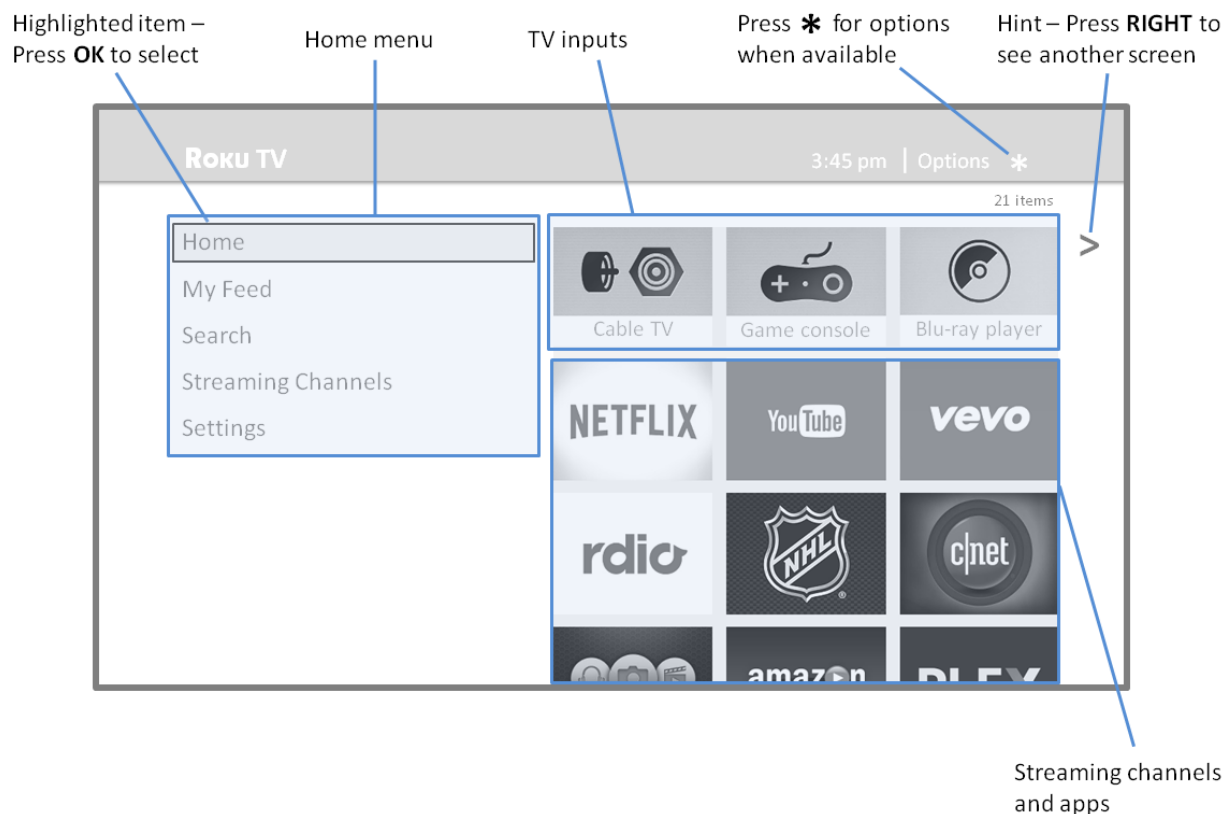 Highlighted item –
Press OK to select
Home menu
TV inputs
Press * for options
when available
Hint – Press RIGHT to
see another screen
ROKU TV
3:45 pm | Options *
21 items
>
Home
My Feed
Search
Streaming Channels
Settings
Cable TV
Game console
Blu-ray player
NETFLIX
YouTube
vevo
rdio
NHL
c|net
amazon
PLEX
Streaming channels
and apps